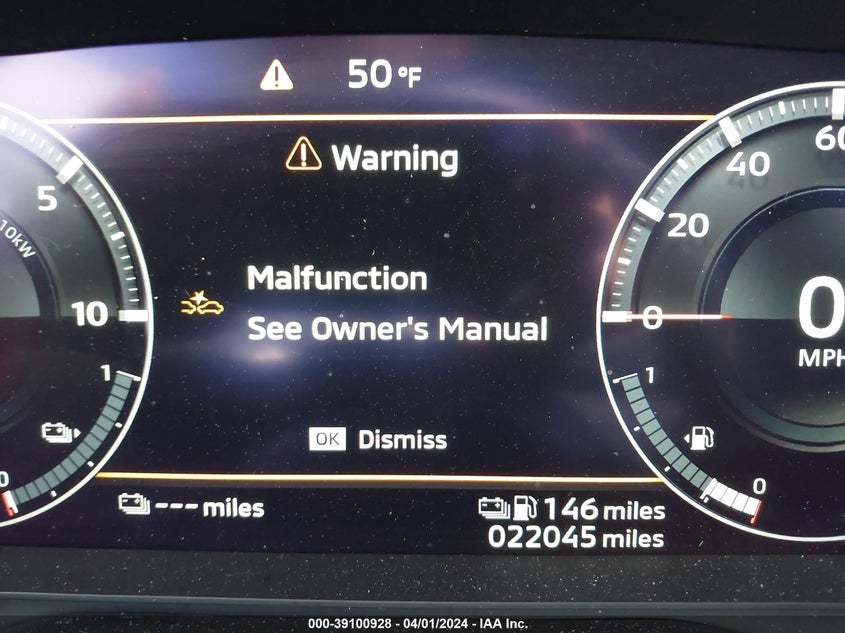 50 °F
Warning
60
40
5
20
10kW
Malfunction
10
0
0
See Owner's Manual
MPH
1
1
OK Dismiss
0
0
--- miles
146 miles
022045 miles
000-39100928 - 04/01/2024 - IAA Inc.